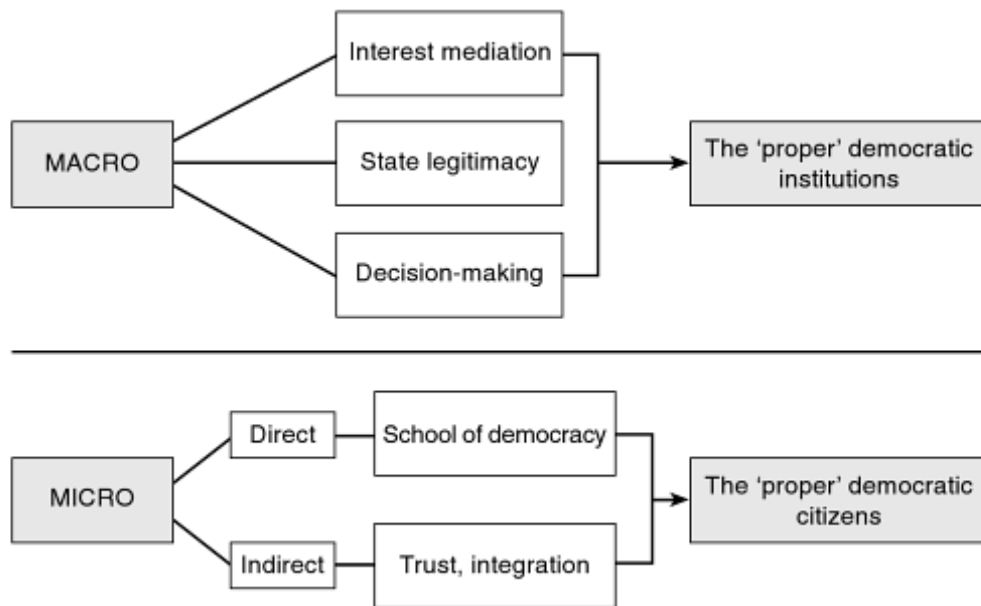 Interest mediation
MACRO
State legitimacy
The ‘proper’ democratic
institutions
Decision-making
Direct
School of democracy
MICRO
The ‘proper’ democratic
citizens
Indirect
Trust, integration